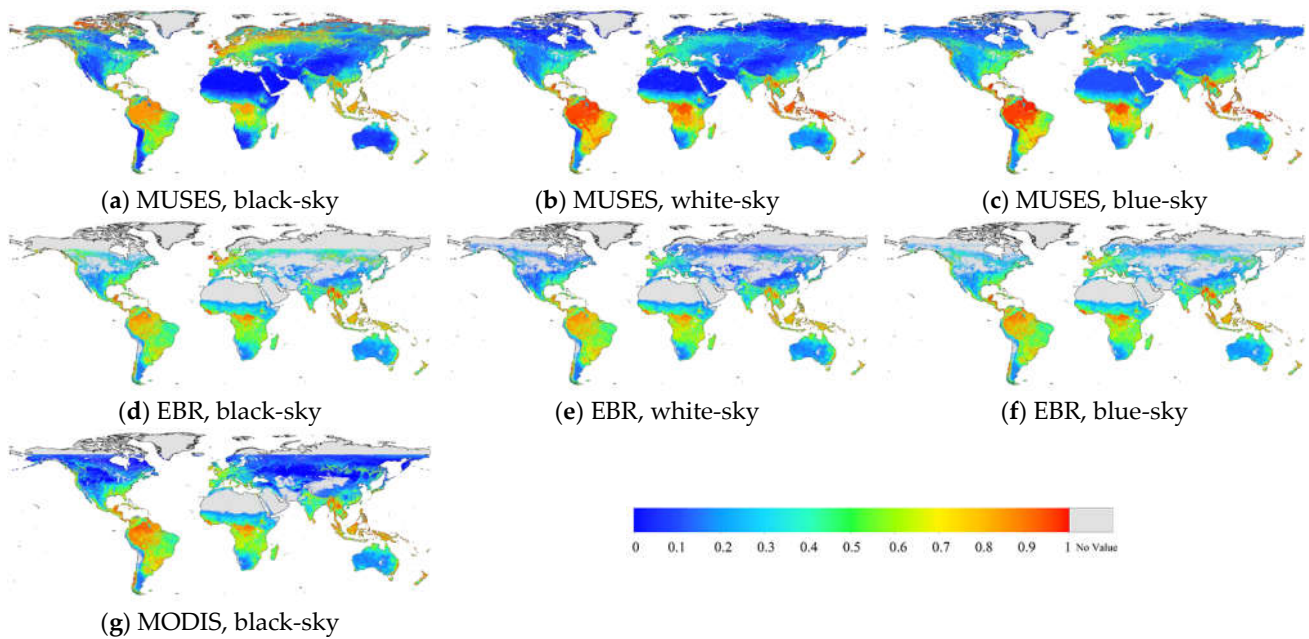 (a) MUSES, black-sky
(b) MUSES, white-sky
(c) MUSES, blue-sky
(d) EBR, black-sky
(e) EBR, white-sky
(f) EBR, blue-sky
0 0.1 0.2 0.3 0.4 0.5 0.6 0.7 0.8 0.9 1 No Value
(g) MODIS, black-sky